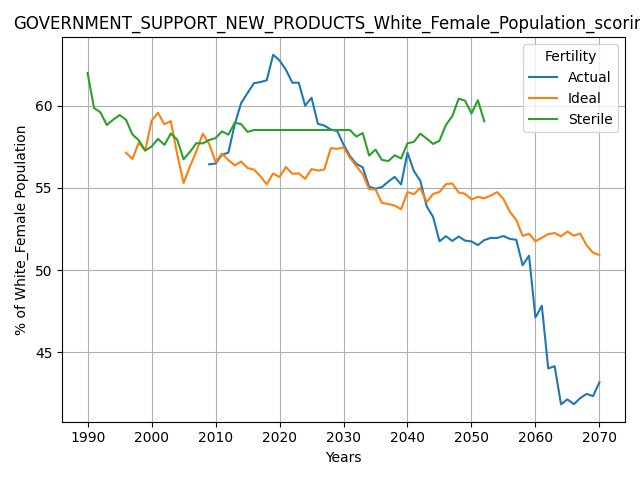 GOVERNMENT_SUPPORT_NEW_PRODUCTS_White_Female_Population_scorin
Fertility
Actual
Ideal
Sterile
% of White_Female Population
60
55
50
45
1990 2000 2010 2020 2030 2040 2050 2060 2070
Years